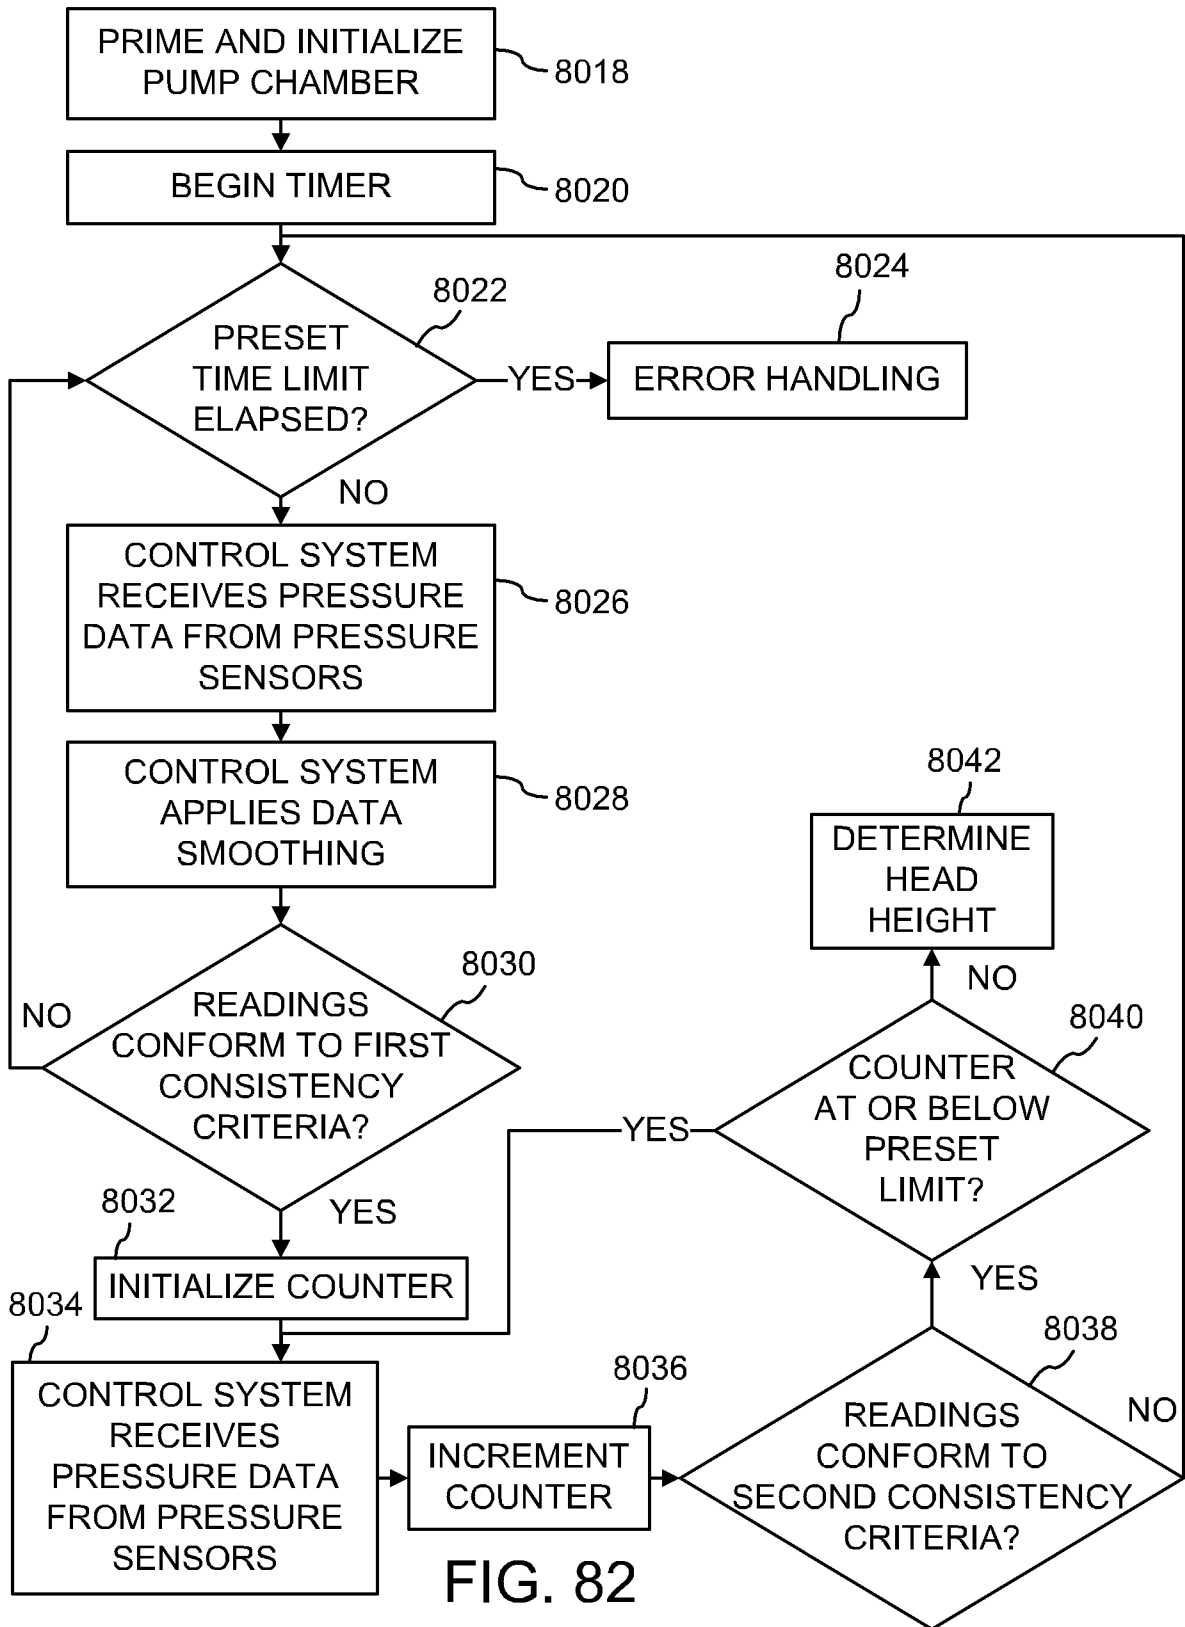 PRIME AND INITIALIZE
PUMP CHAMBER
8018
BEGIN TIMER
8020
8022
PRESET
TIME LIMIT
ELAPSED?
YES
8024
ERROR HANDLING
NO
CONTROL SYSTEM
RECEIVES PRESSURE
DATA FROM PRESSURE
SENSORS
8026
CONTROL SYSTEM
APPLIES DATA
SMOOTHING
8028
8030
READINGS
CONFORM TO FIRST
CONSISTENCY
CRITERIA?
NO
YES
8032
INITIALIZE COUNTER
8034
CONTROL SYSTEM
RECEIVES
PRESSURE DATA
FROM PRESSURE
SENSORS
8036
INCREMENT
COUNTER
8038
READINGS
CONFORM TO
SECOND CONSISTENCY
CRITERIA?
NO
YES
8040
COUNTER
AT OR BELOW
PRESET
LIMIT?
YES
NO
8042
DETERMINE
HEAD
HEIGHT
FIG. 82